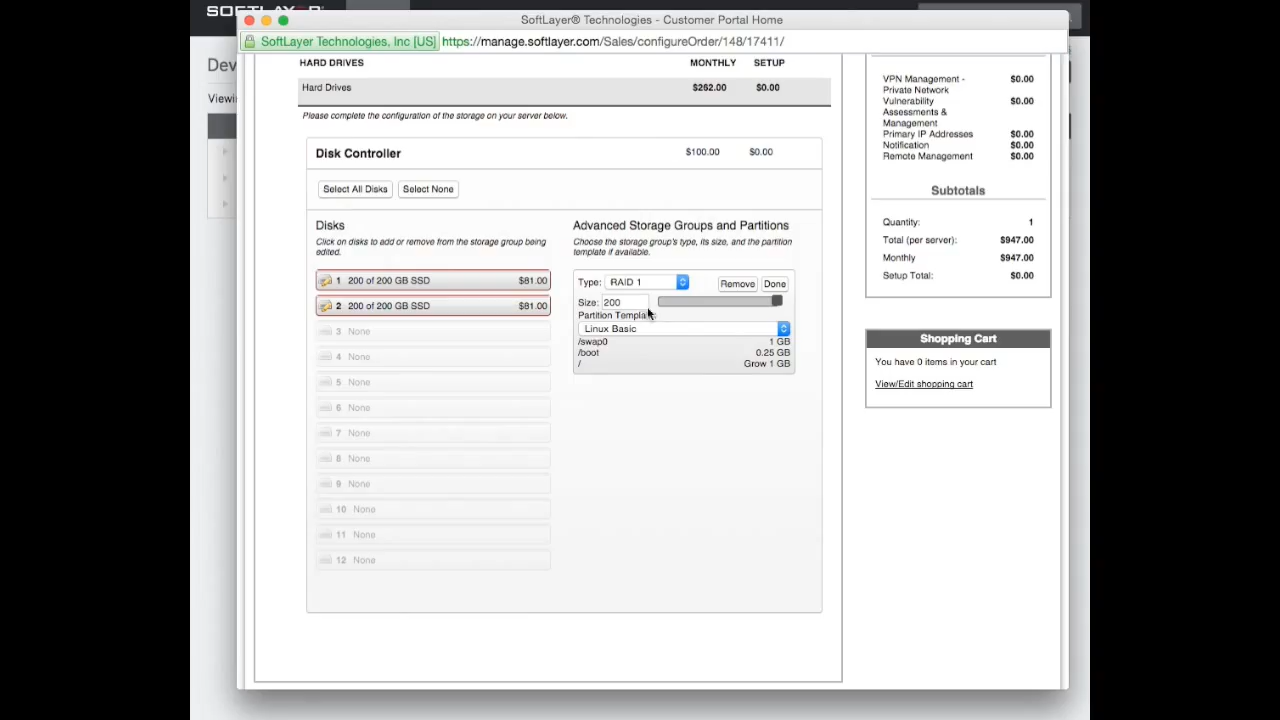 SOFTLAYER
SoftLayer® Technologies - Customer Portal Home
SoftLayer Technologies, Inc [US] https://manage.softlayer.com/Sales/configureOrder/148/17411/
Dev
HARD DRIVES MONTHLY SETUP
Hard Drives $262.00 $0.00
Please complete the configuration of the storage on your server below.
Disk Controller $100.00 $0.00
Select All Disks Select None
Disks
Click on disks to add or remove from the storage group being
edited.
1 200 of 200 GB SSD $81.00
2 200 of 200 GB SSD $81.00
3 None
4 None
5 None
6 None
7 None
8 None
9 None
10 None
11 None
12 None
Advanced Storage Groups and Partitions
Choose the storage group's type, its size, and the partition
template if available.
Type: RAID 1 Remove Done
Size: 200
Partition Template:
Linux Basic
/swap0 1 GB
/boot 0.25 GB
/ Grow 1 GB
VPN Management - $0.00
Private Network
Vulnerability $0.00
Assessments &
Management
Primary IP Addresses $0.00
Notification $0.00
Remote Management $0.00
Subtotals
Quantity: 1
Total (per server): $947.00
Monthly $947.00
Setup Total: $0.00
Shopping Cart
You have 0 items in your cart
View/Edit shopping cart